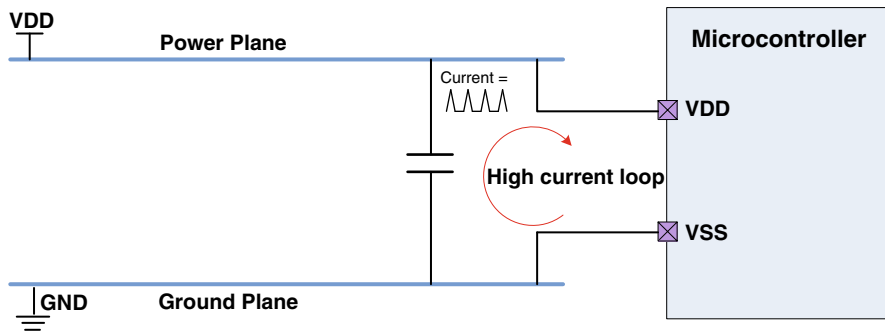 VDD
Power Plane
Current =
Microcontroller
VDD
High current loop
VSS
GND
Ground Plane